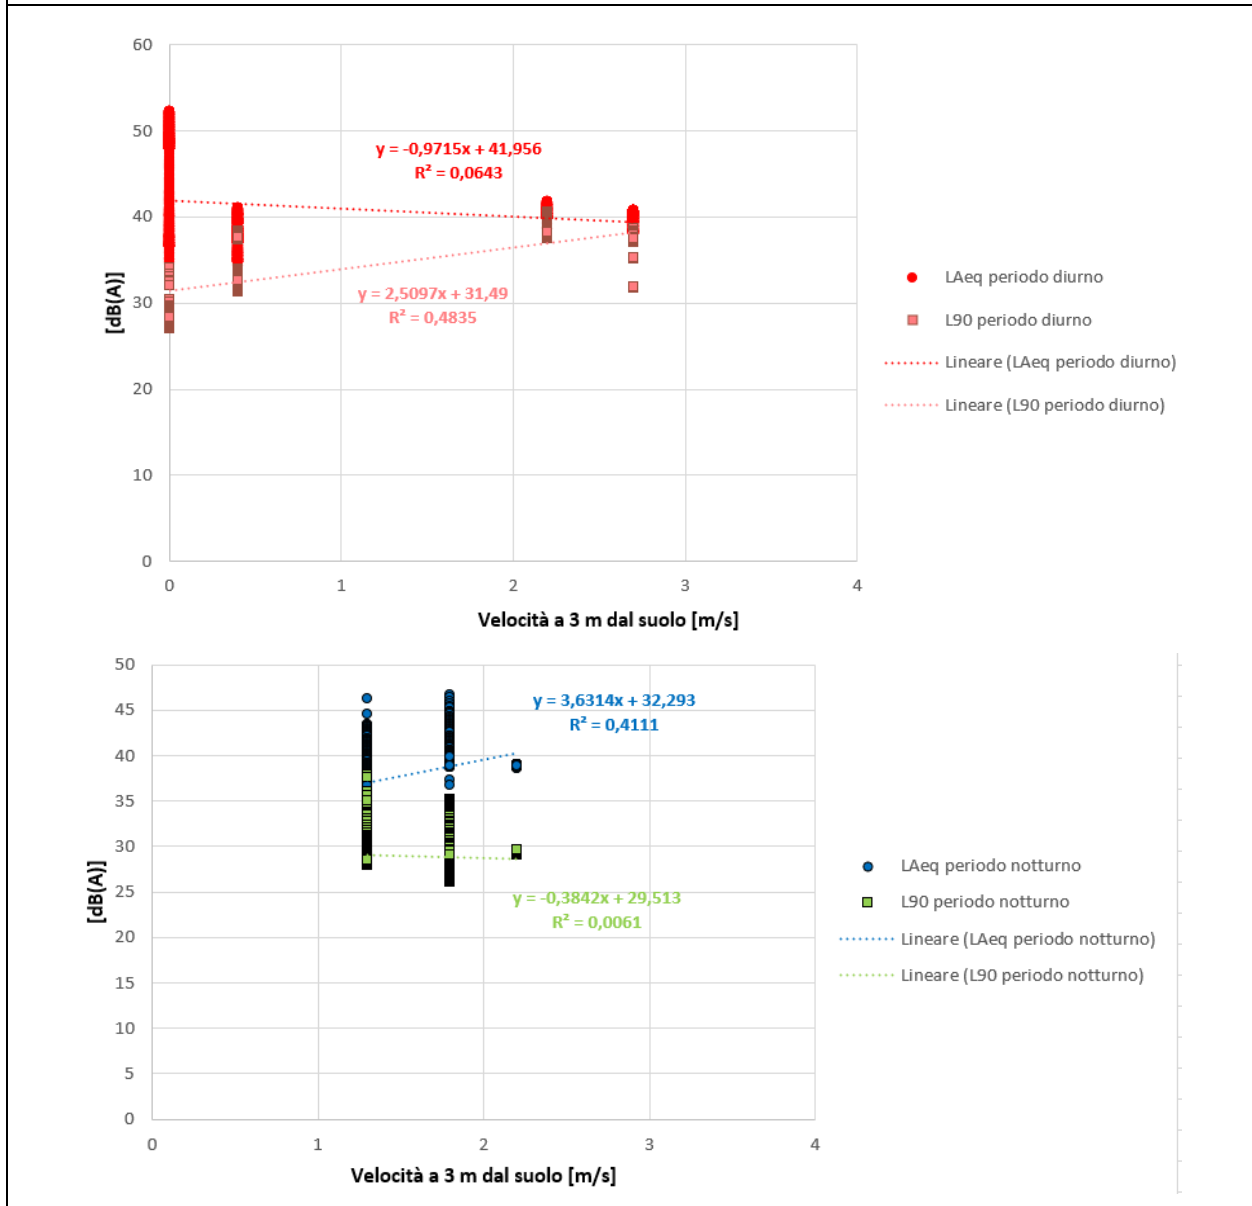 60
50
40
30
20
10
0
[dB(A)]
y = -0,9715x + 41,956
R² = 0,0643
y = 2,5097x + 31,49
R² = 0,4835
0 1 2 3 4
Velocità a 3 m dal suolo [m/s]
LAeq periodo diurno
L90 periodo diurno
Lineare (LAeq periodo diurno)
Lineare (L90 periodo diurno)
50
45
40
35
30
25
20
15
10
5
0
[dB(A)]
y = 3,6314x + 32,293
R² = 0,4111
y = -0,3842x + 29,513
R² = 0,0061
0 1 2 3 4
Velocità a 3 m dal suolo [m/s]
LAeq periodo notturno
L90 periodo notturno
Lineare (LAeq periodo notturno)
Lineare (L90 periodo notturno)